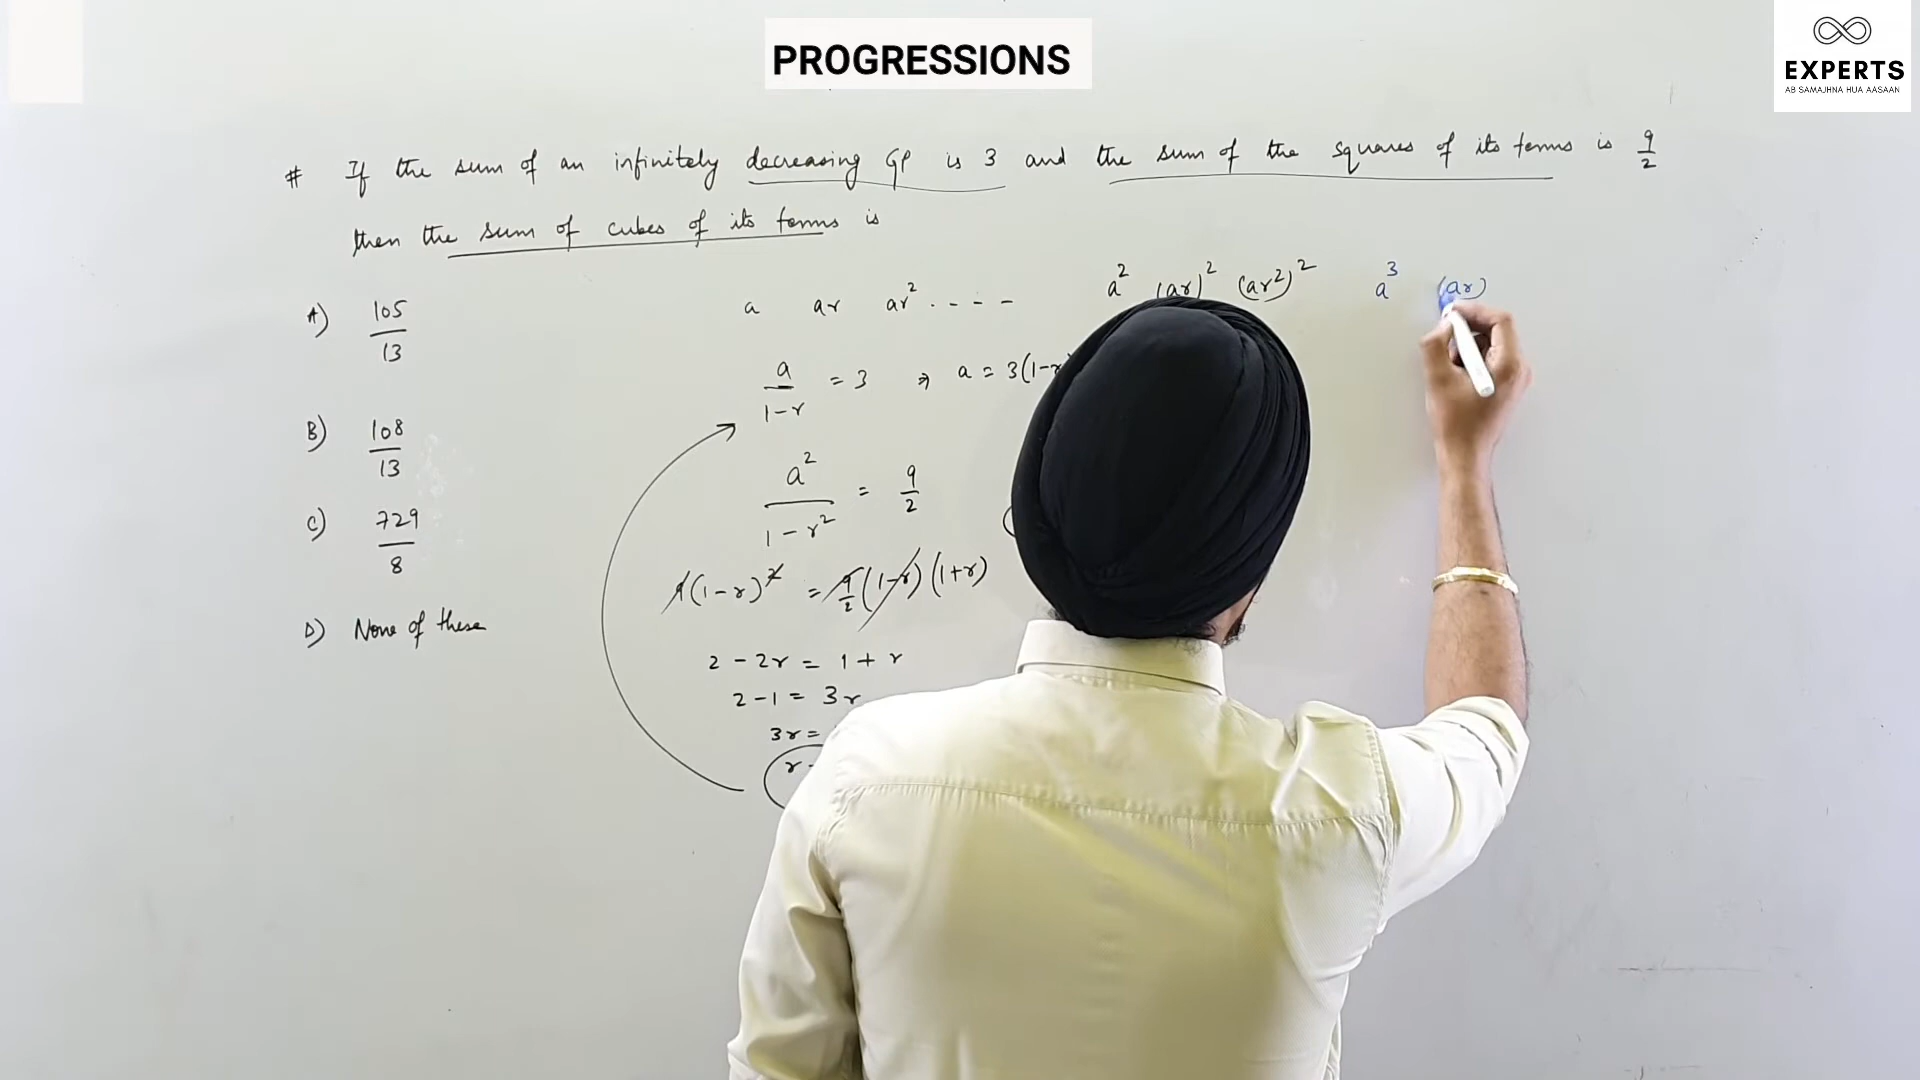 PROGRESSIONS
EXPERTS
AB SAMAJHNA HUA AASAAN
# If the sum of an infinitely decreasing GP is 3 and the sum of the squares of its terms is 9/2
then the sum of cubes of its terms is
A) 105/13
B) 108/13
C) 729/8
D) None of these
a ar ar² . - - - -
a² (ar)² (ar²)²
a³ (ar)
a/(1-r) = 3 ⇒ a = 3(1-r
a²/(1-r²) = 9/2
9(1-r)² = 9/2 (1-r)(1+r)
2 - 2r = 1 + r
2 - 1 = 3r
3r =
r